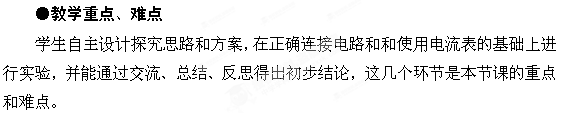 ●教学重点、难点
学生自主设计探究思路和方案，在正确连接电路和和使用电流表的基础上进
行实验，并能通过交流、总结、反思得出初步结论，这几个环节是本节课的重点
和难点。